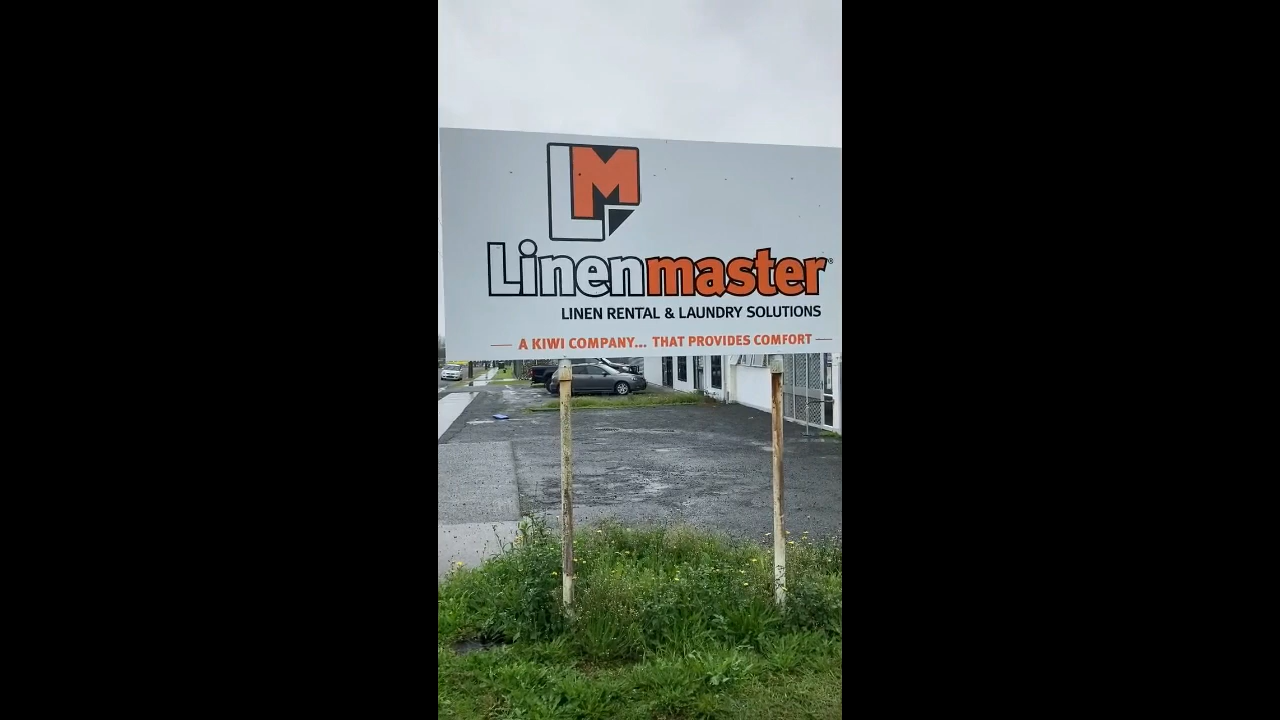 LM
Linenmaster®
LINEN RENTAL & LAUNDRY SOLUTIONS
A KIWI COMPANY... THAT PROVIDES COMFORT